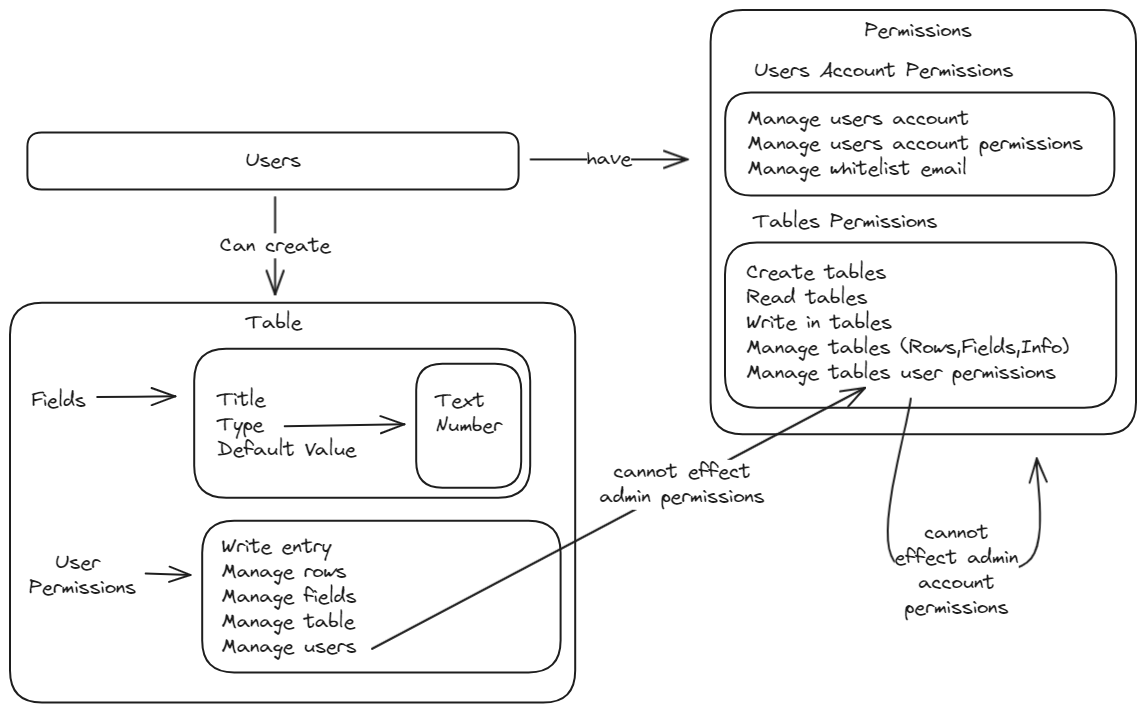 Permissions
Users Account Permissions
Manage users account
Manage users account permissions
Manage whitelist email
Users
have
Tables Permissions
Can create
Create tables
Read tables
Write in tables
Manage tables (Rows,Fields,Info)
Manage tables user permissions
Table
Fields
Title
Type
Default Value
Text
Number
cannot effect
admin permissions
User
Permissions
Write entry
Manage rows
Manage fields
Manage table
Manage users
cannot
effect admin
account
permissions